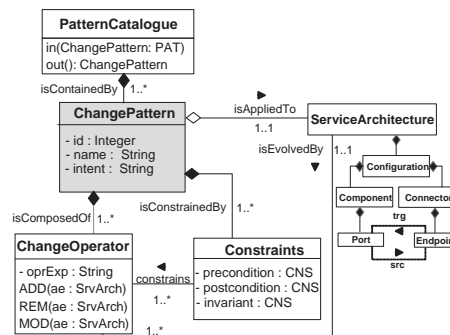 PatternCatalogue
in(ChangePattern: PAT)
out(): ChangePattern
isContainedBy
1..*
ChangePattern
- id : Integer
- name : String
- intent : String
isAppliedTo
1..1
isEvolvedBy
ServiceArchitecture
1..1
Configuration
Component
Connector
trg
Port
Endpoint
src
isComposedOf
1..*
isConstrainedBy
1..*
ChangeOperator
- oprExp : String
ADD(ae : SrvArch)
REM(ae : SrvArch)
MOD(ae : SrvArch)
constrains
1..*
Constraints
- precondition : CNS
- postcondition : CNS
- invariant : CNS
1..*